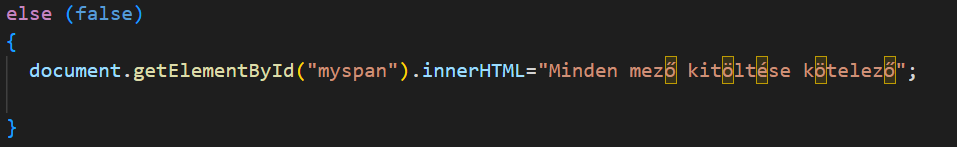 else (false)
{
document.getElementById("myspan").innerHTML="Minden mező kitöltése kötelező";
}